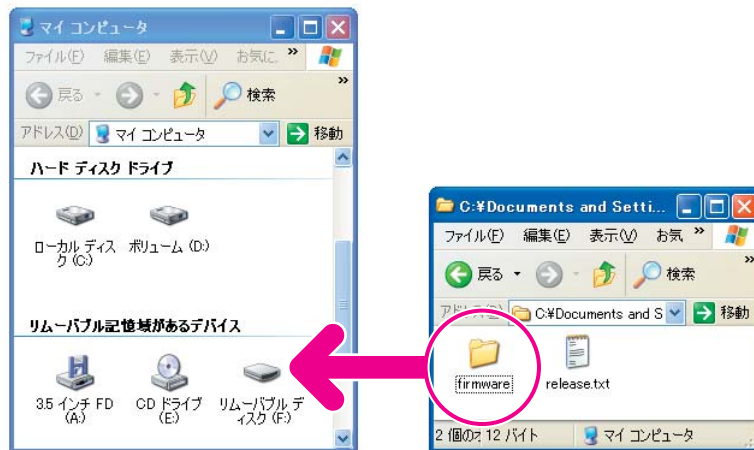 マイ コンピュータ
ファイル(F) 編集(E) 表示(V) お気に. »
戻る 検索 »
アドレス(D) マイ コンピュータ 移動
ハード ディスク ドライブ
ローカル ディス
ク (C:)
ボリューム (D:)
リムーバブル記憶域があるデバイス
3.5 インチ FD
(A:)
CD ドライブ
(E:)
リムーバブル デ
ィスク (F:)
C:¥Documents and Setti...
ファイル(F) 編集(E) 表示(V) お気 »
戻る 検索 »
C:¥Documents and S 移動
firmware
release.txt
2 個の 12 バイト マイ コンピュータ